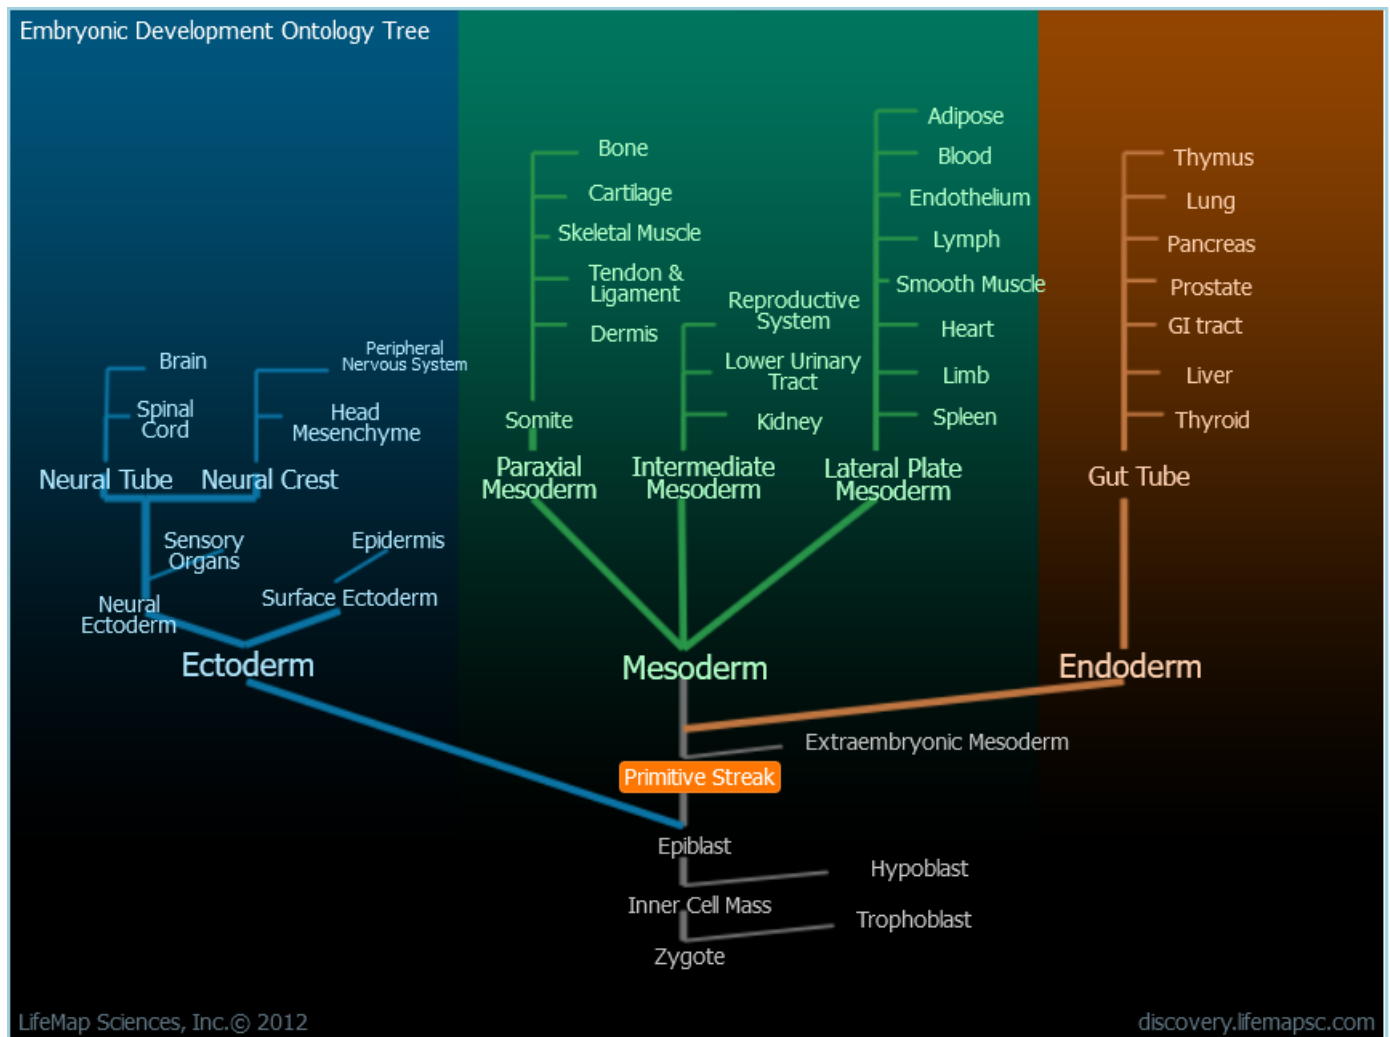 Embryonic Development Ontology Tree
Brain
Spinal
Cord
Peripheral
Nervous System
Head
Mesenchyme
Neural Tube
Neural Crest
Sensory
Organs
Epidermis
Neural
Ectoderm
Surface Ectoderm
Ectoderm
Bone
Cartilage
Skeletal Muscle
Tendon &
Ligament
Dermis
Somite
Paraxial
Mesoderm
Reproductive
System
Lower Urinary
Tract
Kidney
Intermediate
Mesoderm
Adipose
Blood
Endothelium
Lymph
Smooth Muscle
Heart
Limb
Spleen
Lateral Plate
Mesoderm
Mesoderm
Thymus
Lung
Pancreas
Prostate
GI tract
Liver
Thyroid
Gut Tube
Endoderm
Extraembryonic Mesoderm
Primitive Streak
Epiblast
Hypoblast
Inner Cell Mass
Trophoblast
Zygote
LifeMap Sciences, Inc.© 2012
discovery.lifemapsc.com